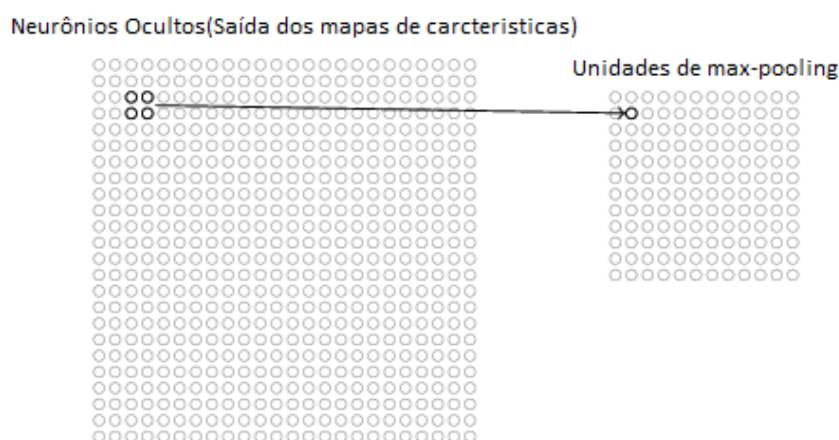 Neurônios Ocultos(Saída dos mapas de carcteristicas)
Unidades de max-pooling